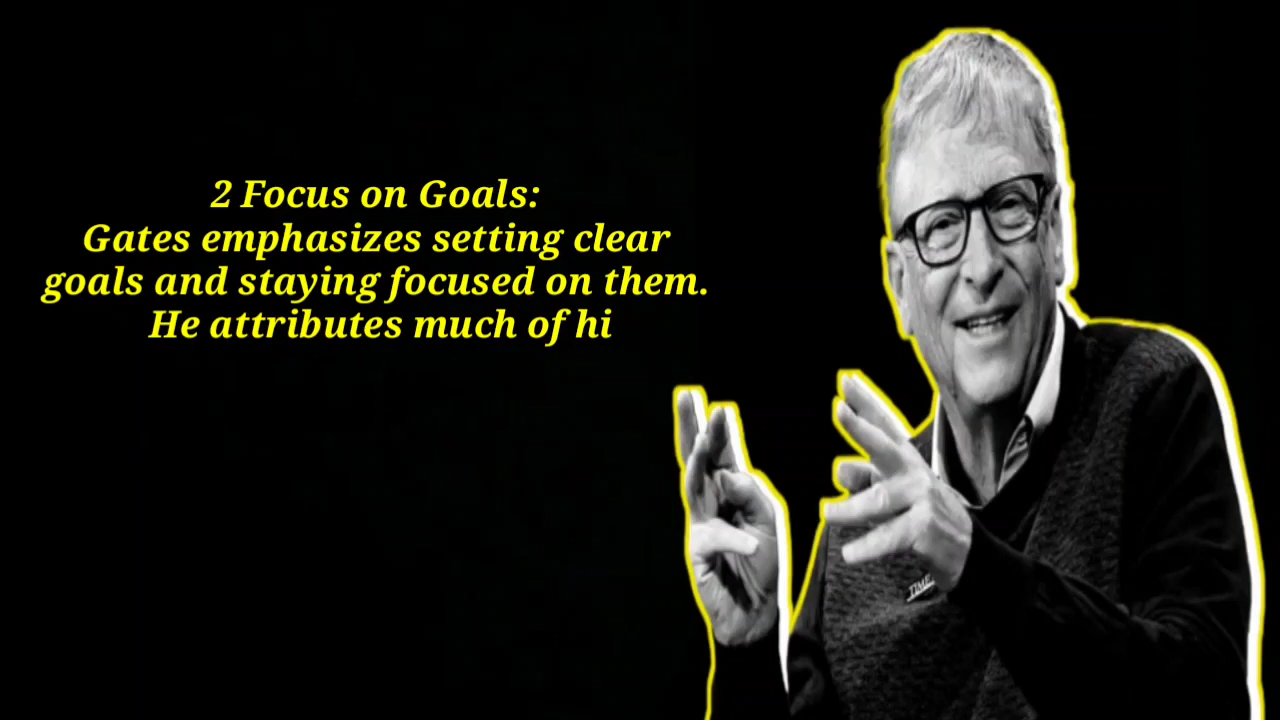 2 Focus on Goals:
Gates emphasizes setting clear
goals and staying focused on them.
He attributes much of hi
TIME